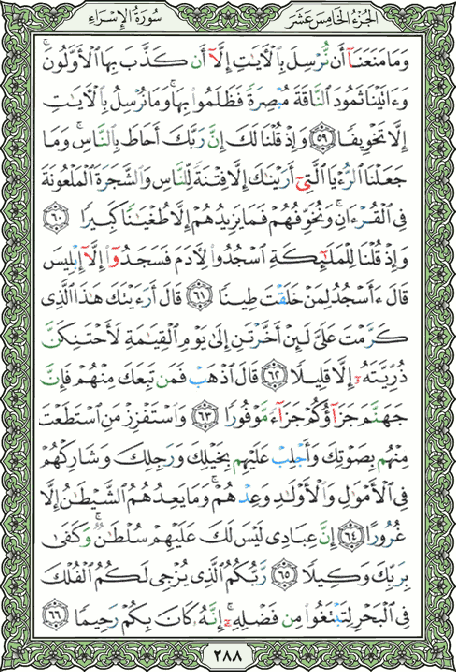 الجزء الخامس عشر
سورة الإسراء
وَمَا مَنَعَنَآ أَن نُّرْسِلَ بِٱلْءَايَٰتِ إِلَّآ أَن كَذَّبَ بِهَا ٱلْأَوَّلُونَۚ
وَءَاتَيْنَا ثَمُودَ ٱلنَّاقَةَ مُبْصِرَةً فَظَلَمُوا۟ بِهَاۚ وَمَا نُرْسِلُ بِٱلْءَايَٰتِ
إِلَّا تَخْوِيفًا ٥٩ وَإِذْ قُلْنَا لَكَ إِنَّ رَبَّكَ أَحَاطَ بِٱلنَّاسِۚ وَمَا
جَعَلْنَا ٱلرُّءْيَا ٱلَّتِىٓ أَرَيْنَٰكَ إِلَّا فِتْنَةً لِّلنَّاسِ وَٱلشَّجَرَةَ ٱلْمَلْعُونَةَ
فِى ٱلْقُرْءَانِۚ وَنُخَوِّفُهُمْ فَمَا يَزِيدُهُمْ إِلَّا طُغْيَٰنًا كَبِيرًا ٦٠
وَإِذْ قُلْنَا لِلْمَلَٰٓئِكَةِ ٱسْجُدُوا۟ لِءَادَمَ فَسَجَدُوٓا۟ إِلَّآ إِبْلِيسَ
قَالَ ءَأَسْجُدُ لِمَنْ خَلَقْتَ طِينًا ٦١ قَالَ أَرَءَيْتَكَ هَٰذَا ٱلَّذِى
كَرَّمْتَ عَلَىَّ لَئِنْ أَخَّرْتَنِ إِلَىٰ يَوْمِ ٱلْقِيَٰمَةِ لَأَحْتَنِكَنَّ
ذُرِّيَّتَهُۥٓ إِلَّا قَلِيلًا ٦٢ قَالَ ٱذْهَبْ فَمَن تَبِعَكَ مِنْهُمْ فَإِنَّ
جَهَنَّمَ جَزَآؤُكُمْ جَزَآءً مَّوْفُورًا ٦٣ وَٱسْتَفْزِزْ مَنِ ٱسْتَطَعْتَ
مِنْهُم بِصَوْتِكَ وَأَجْلِبْ عَلَيْهِم بِخَيْلِكَ وَرَجِلِكَ وَشَارِكْهُمْ
فِى ٱلْأَمْوَٰلِ وَٱلْأَوْلَٰدِ وَعِدْهُمْۚ وَمَا يَعِدُهُمُ ٱلشَّيْطَٰنُ إِلَّا
غُرُورًا ٦٤ إِنَّ عِبَادِى لَيْسَ لَكَ عَلَيْهِمْ سُلْطَٰنٌۚ وَكَفَىٰ
بِرَبِّكَ وَكِيلًا ٦٥ رَّبُّكُمُ ٱلَّذِى يُزْجِى لَكُمُ ٱلْفُلْكَ
فِى ٱلْبَحْرِ لِتَبْتَغُوا۟ مِن فَضْلِهِۦٓۚ إِنَّهُۥ كَانَ بِكُمْ رَحِيمًا ٦٦
٢٨٨